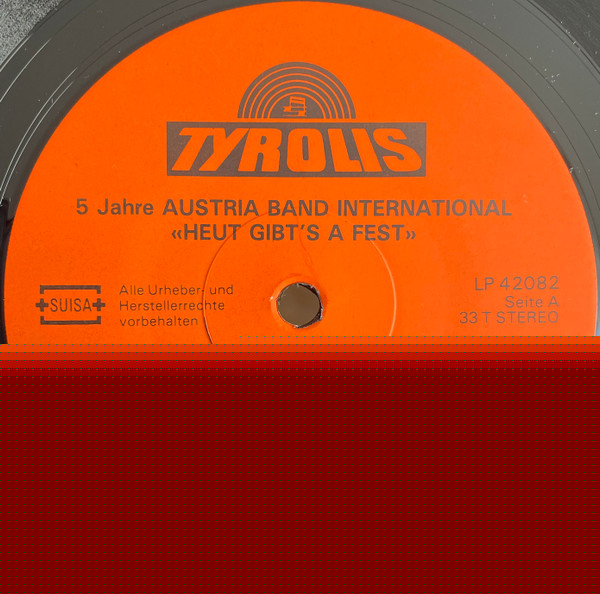 TYROLIS
5 Jahre AUSTRIA BAND INTERNATIONAL
«HEUT GIBT'S A FEST»
SUISA
Alle Urheber- und
Herstellerrechte
vorbehalten
LP 42082
Seite A
33 T STEREO